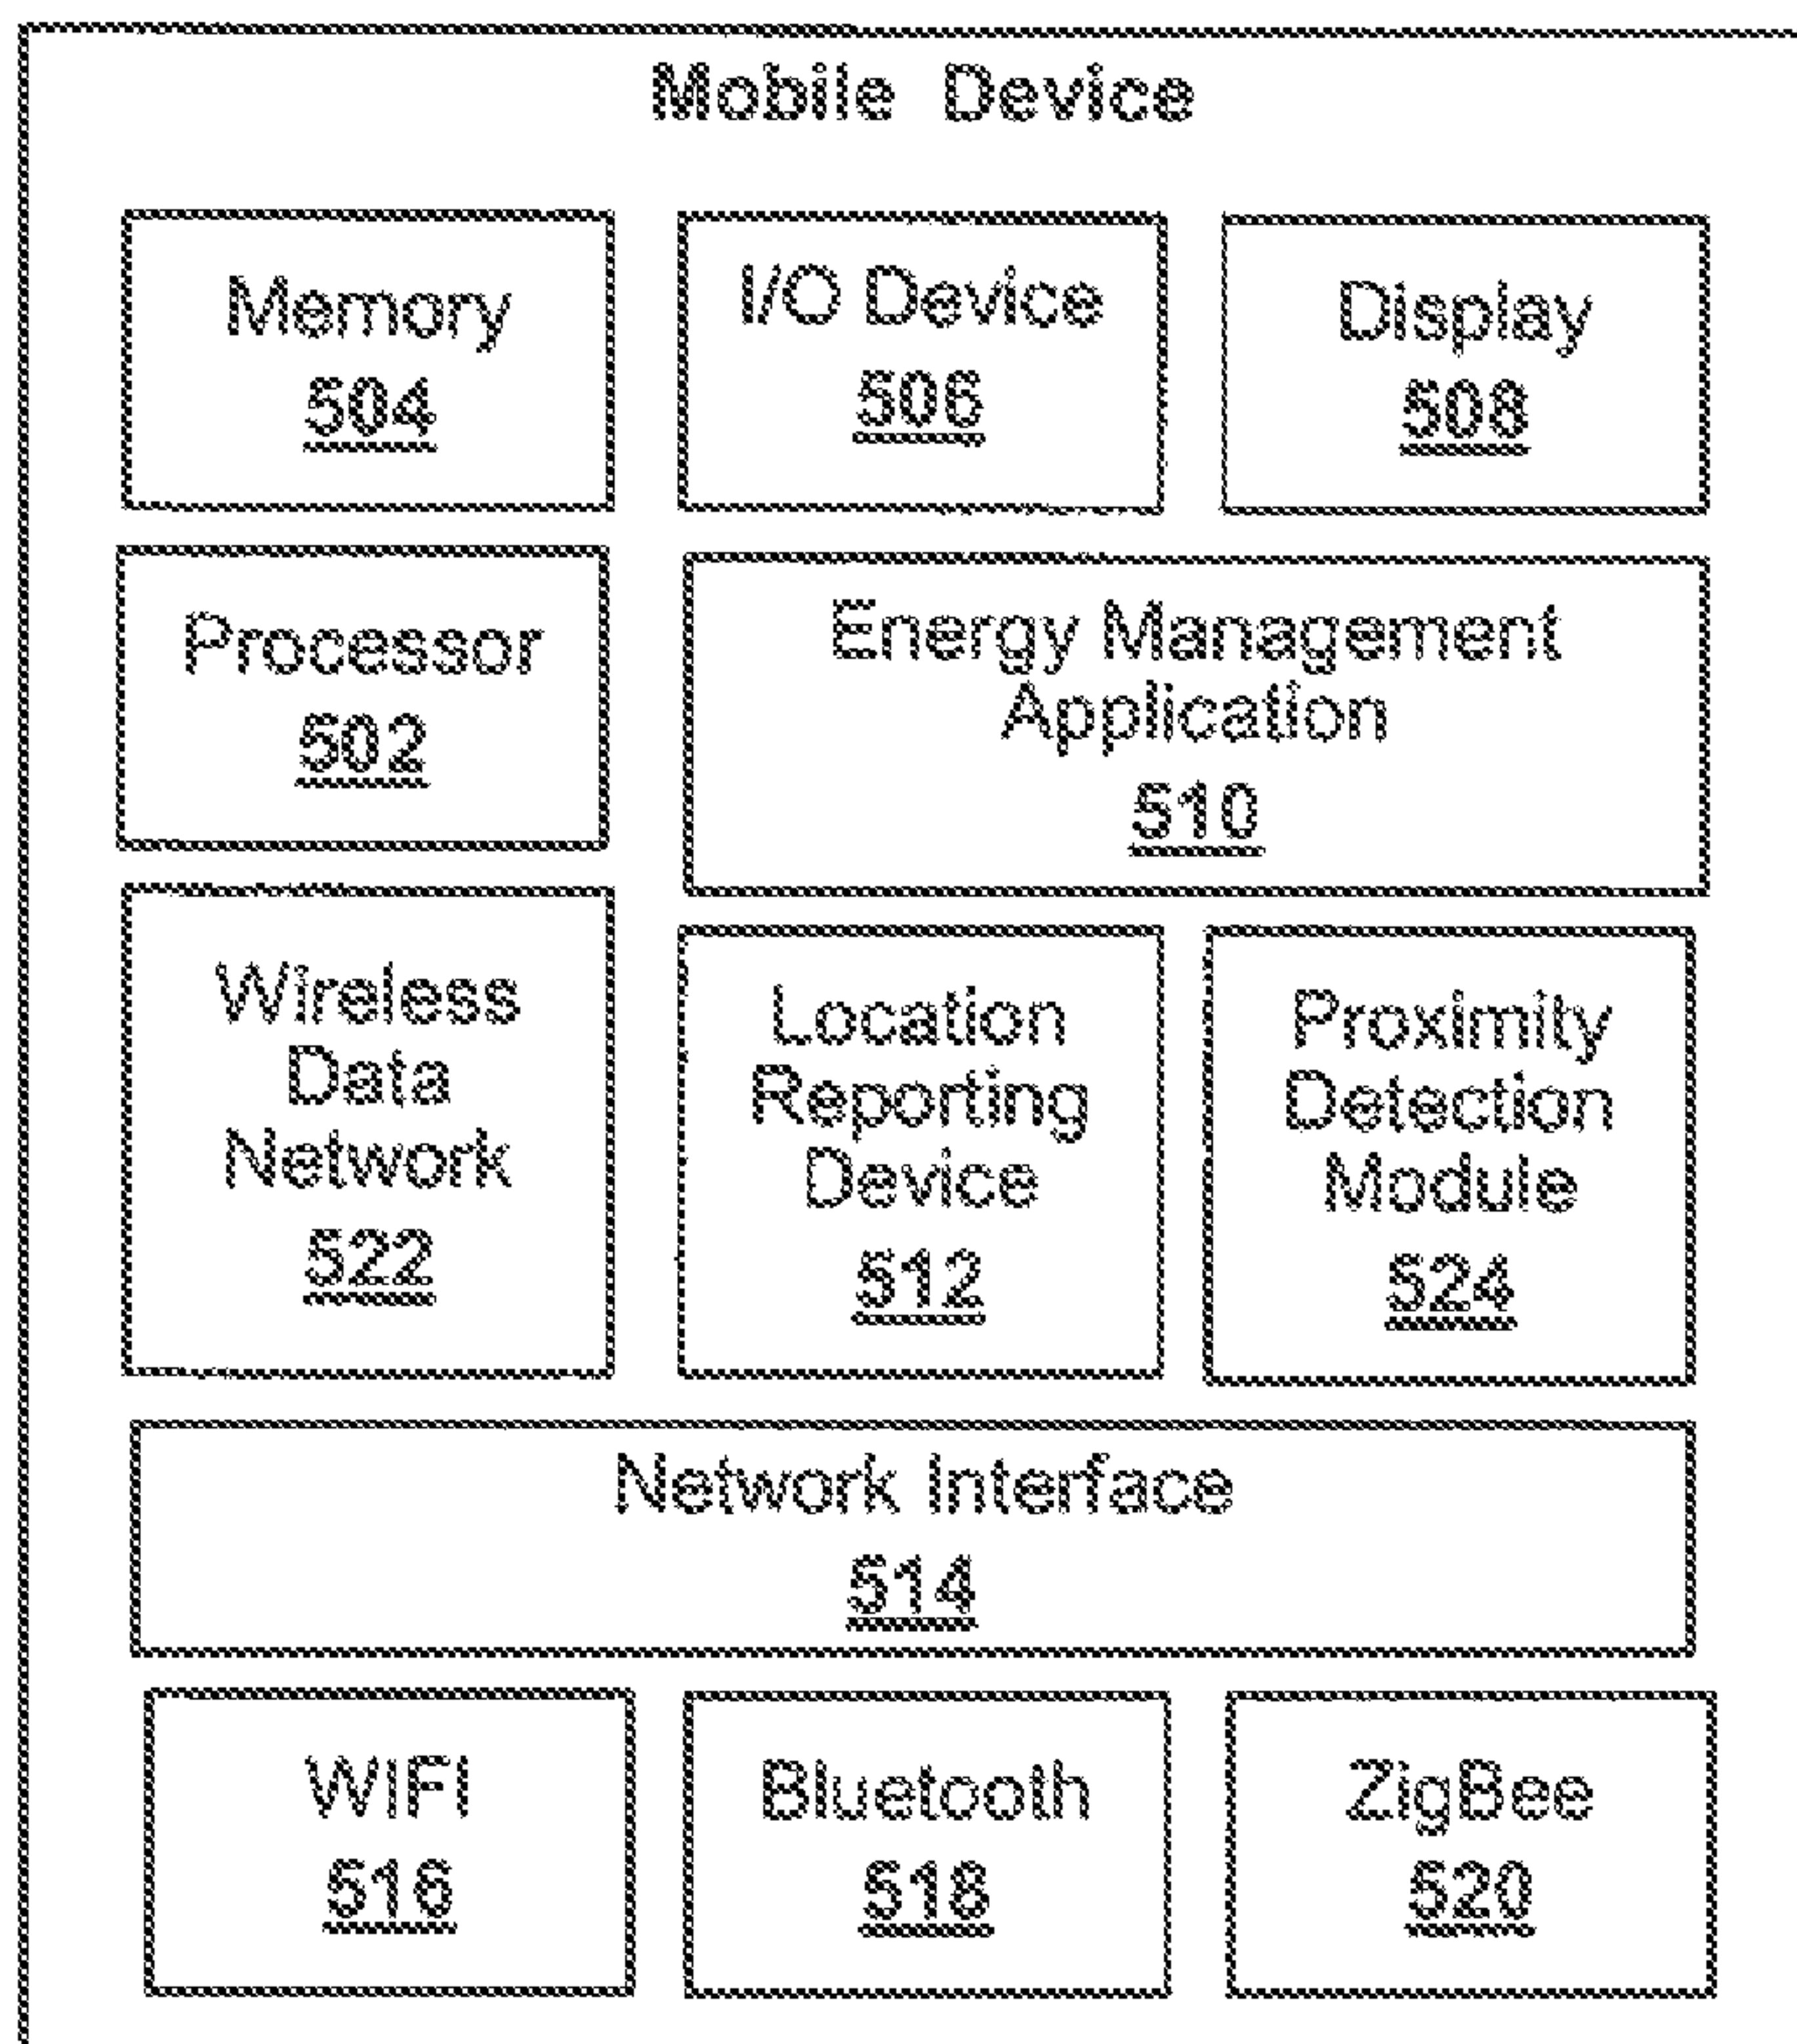 Mobile Device
Memory
504
I/O Device
506
Display
508
Processor
502
Energy Management
Application
510
Wireless
Data
Network
522
Location
Reporting
Device
512
Proximity
Detection
Module
524
Network Interface
514
WIFI
516
Bluetooth
518
ZigBee
520